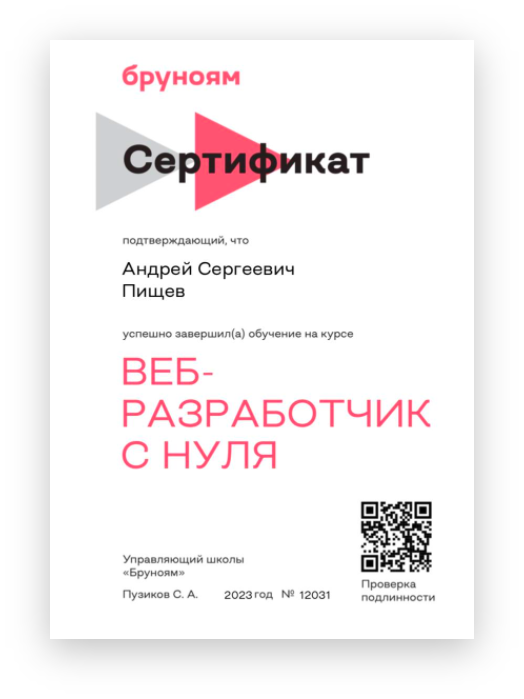 бруноям
Сертификат
подтверждающий, что
Андрей Сергеевич
Пищев
успешно завершил(а) обучение на курсе
ВЕБ-
РАЗРАБОТЧИК
С НУЛЯ
Управляющий школы
«Бруноям»
Пузиков С. А. 2023 год № 12031
Проверка
подлинности